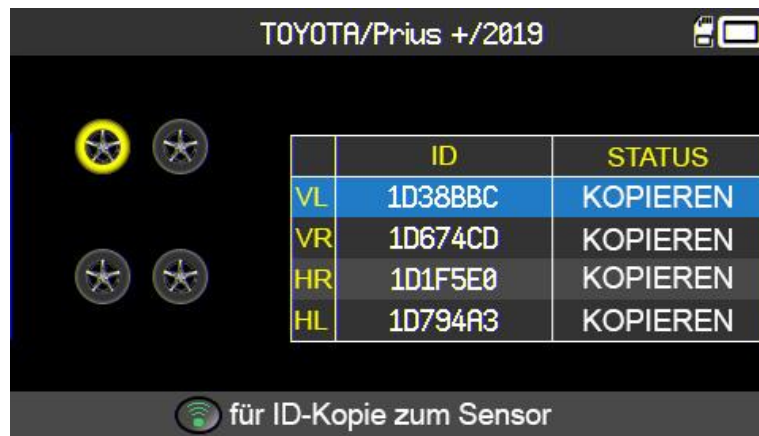 TOYOTA/Prius +/2019
ID STATUS
VL 1D38BBC KOPIEREN
VR 1D674CD KOPIEREN
HR 1D1F5E0 KOPIEREN
HL 1D794A3 KOPIEREN
für ID-Kopie zum Sensor